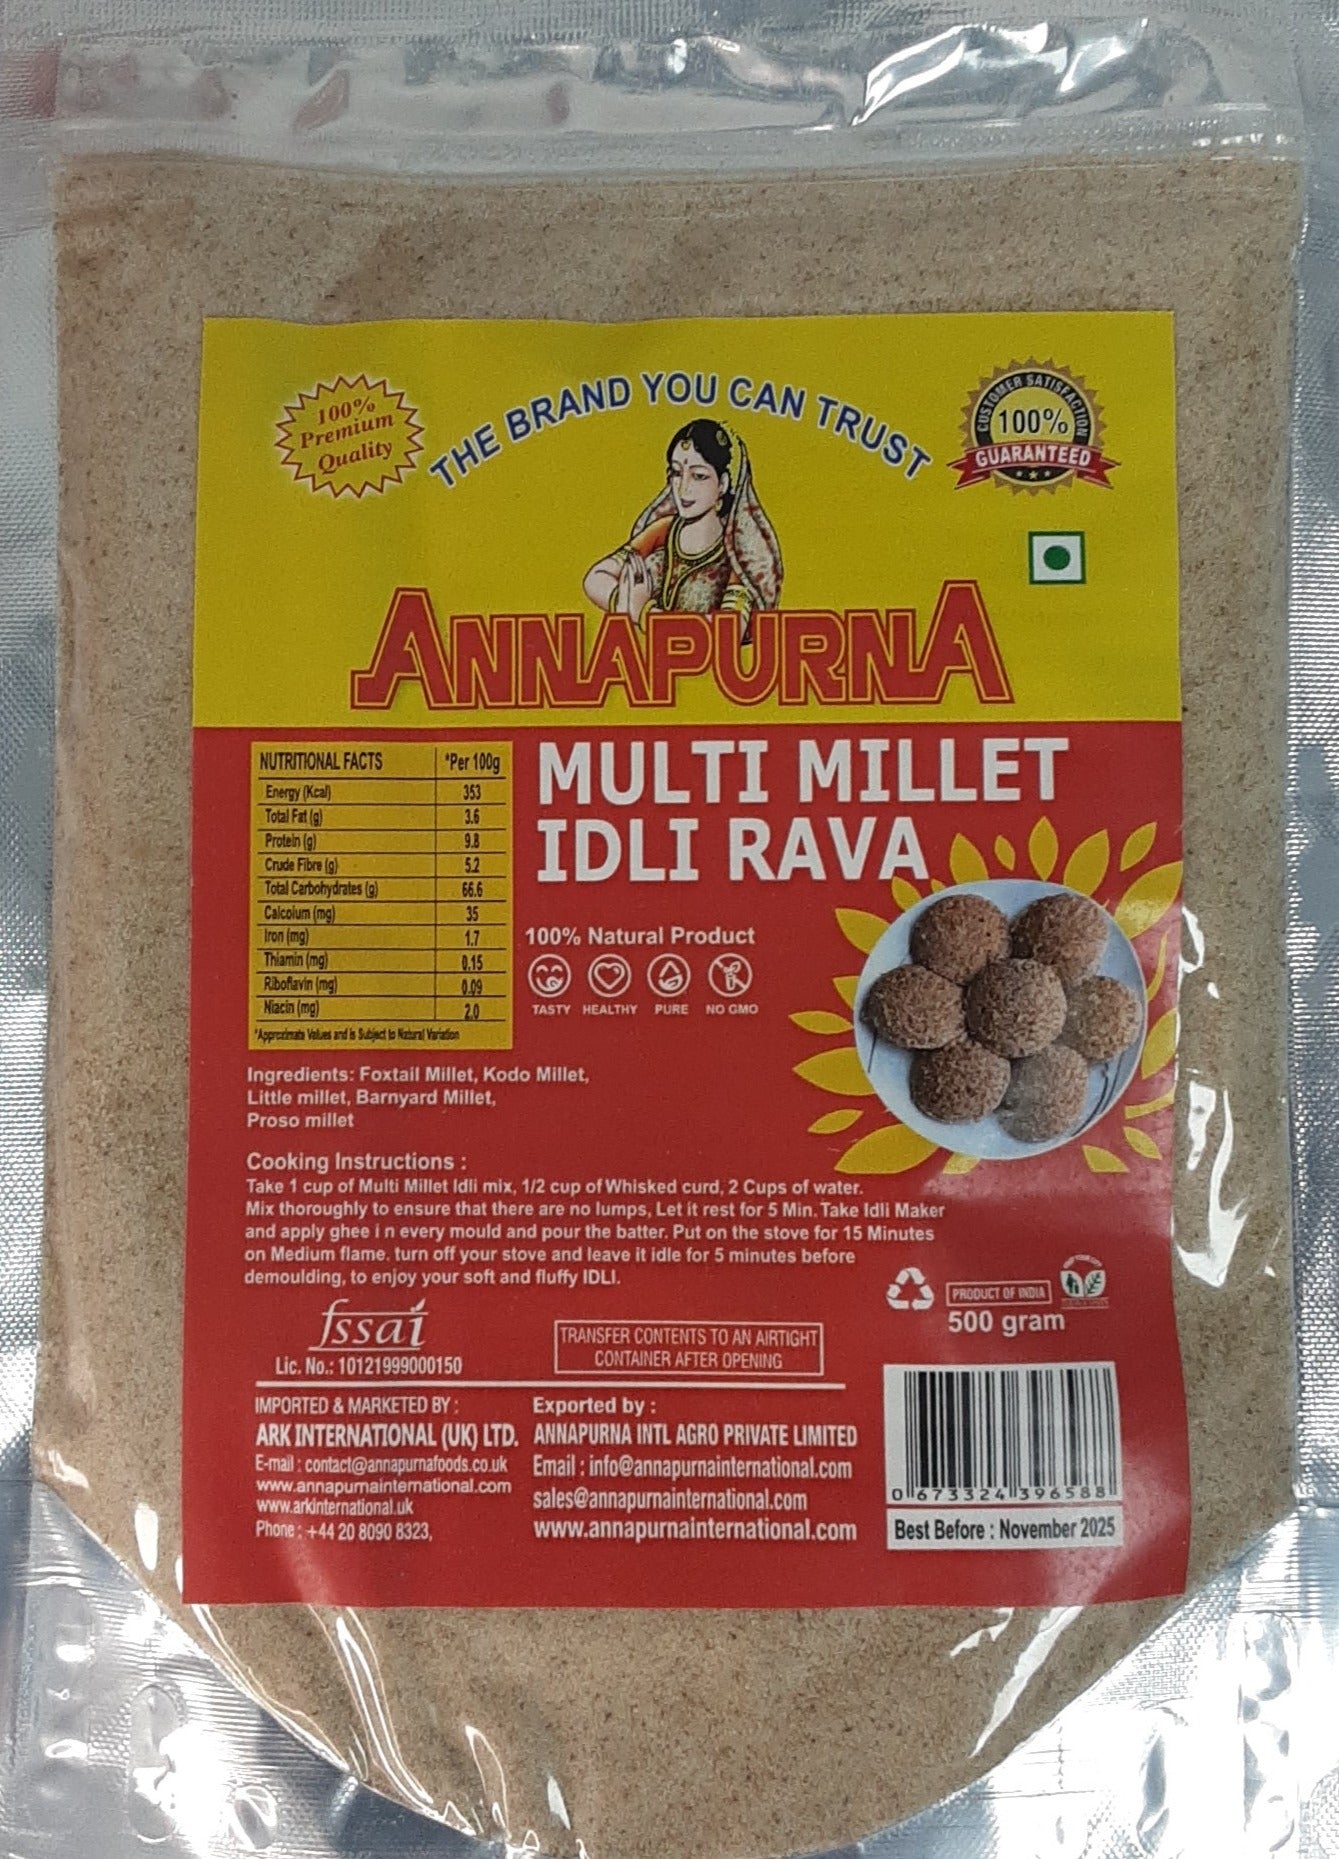 100%
Premium
Quality
THE BRAND YOU CAN TRUST
CUSTOMER SATISFACTION
100%
GUARANTEED
ANNAPURNA
NUTRITIONAL FACTS *Per 100g
Energy (Kcal) 353
Total Fat (g) 3.6
Protein (g) 9.8
Crude Fibre (g) 5.2
Total Carbohydrates (g) 66.6
Calcoium (mg) 35
Iron (mg) 1.7
Thiamin (mg) 0.15
Riboflavin (mg) 0.09
Niacin (mg) 2.0
*Approximate Values and is Subject to Natural Variation
MULTI MILLET
IDLI RAVA
100% Natural Product
TASTY HEALTHY PURE NO GMO
Ingredients: Foxtail Millet, Kodo Millet,
Little millet, Barnyard Millet,
Proso millet
Cooking Instructions :
Take 1 cup of Multi Millet Idli mix, 1/2 cup of Whisked curd, 2 Cups of water.
Mix thoroughly to ensure that there are no lumps, Let it rest for 5 Min. Take Idli Maker
and apply ghee i n every mould and pour the batter. Put on the stove for 15 Minutes
on Medium flame. turn off your stove and leave it idle for 5 minutes before
demoulding, to enjoy your soft and fluffy IDLI.
fssai
Lic. No.: 10121999000150
TRANSFER CONTENTS TO AN AIRTIGHT
CONTAINER AFTER OPENING
PRODUCT OF INDIA
500 gram
IMPORTED & MARKETED BY :
ARK INTERNATIONAL (UK) LTD.
E-mail : contact@annapurnafoods.co.uk
www.annapurnainternational.com
www.arkinternational.uk
Phone : +44 20 8090 8323,
Exported by :
ANNAPURNA INTL AGRO PRIVATE LIMITED
Email : info@annapurnainternational.com
sales@annapurnainternational.com
www.annapurnainternational.com
0 673324 396588
Best Before : November 2025